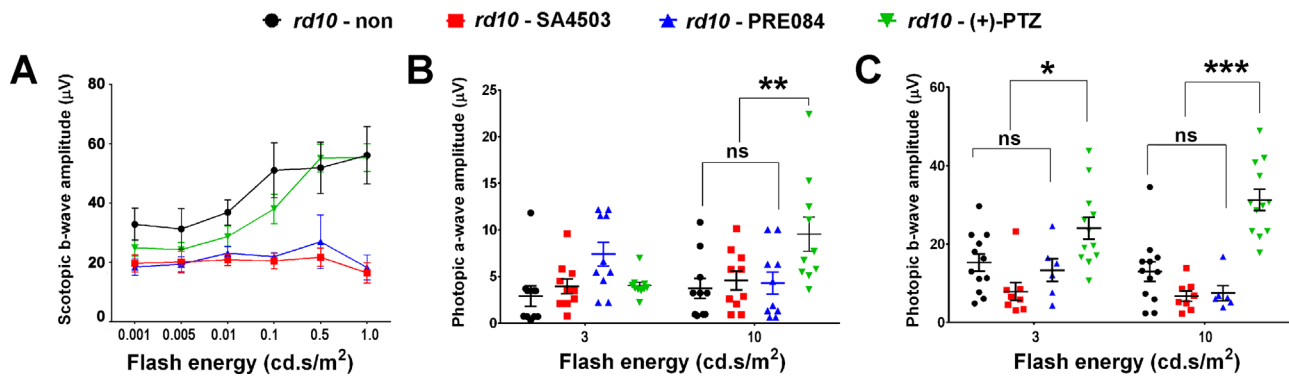 rd10 - non rd10 - SA4503 rd10 - PRE084 rd10 - (+)-PTZ
A
Scotopic b-wave amplitude (μV)
80
60
40
20
0
0.001 0.005 0.01 0.1 0.5 1.0
Flash energy (cd.s/m²)
B
Photopic a-wave amplitude (μV)
25
20
15
10
5
0
**
ns
3 10
Flash energy (cd.s/m²)
C
Photopic b-wave amplitude (μV)
60
40
20
0
*
***
ns
ns
3 10
Flash energy (cd.s/m²)